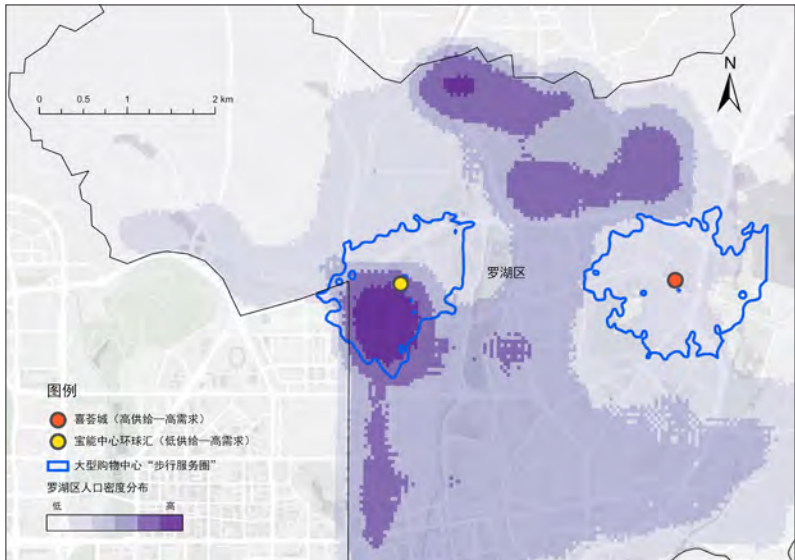 N
0 0.5 1 2 km
罗湖区
图例
喜荟城（高供给—高需求）
宝能中心环球汇（低供给—高需求）
大型购物中心“步行服务圈”
罗湖区人口密度分布
低 高